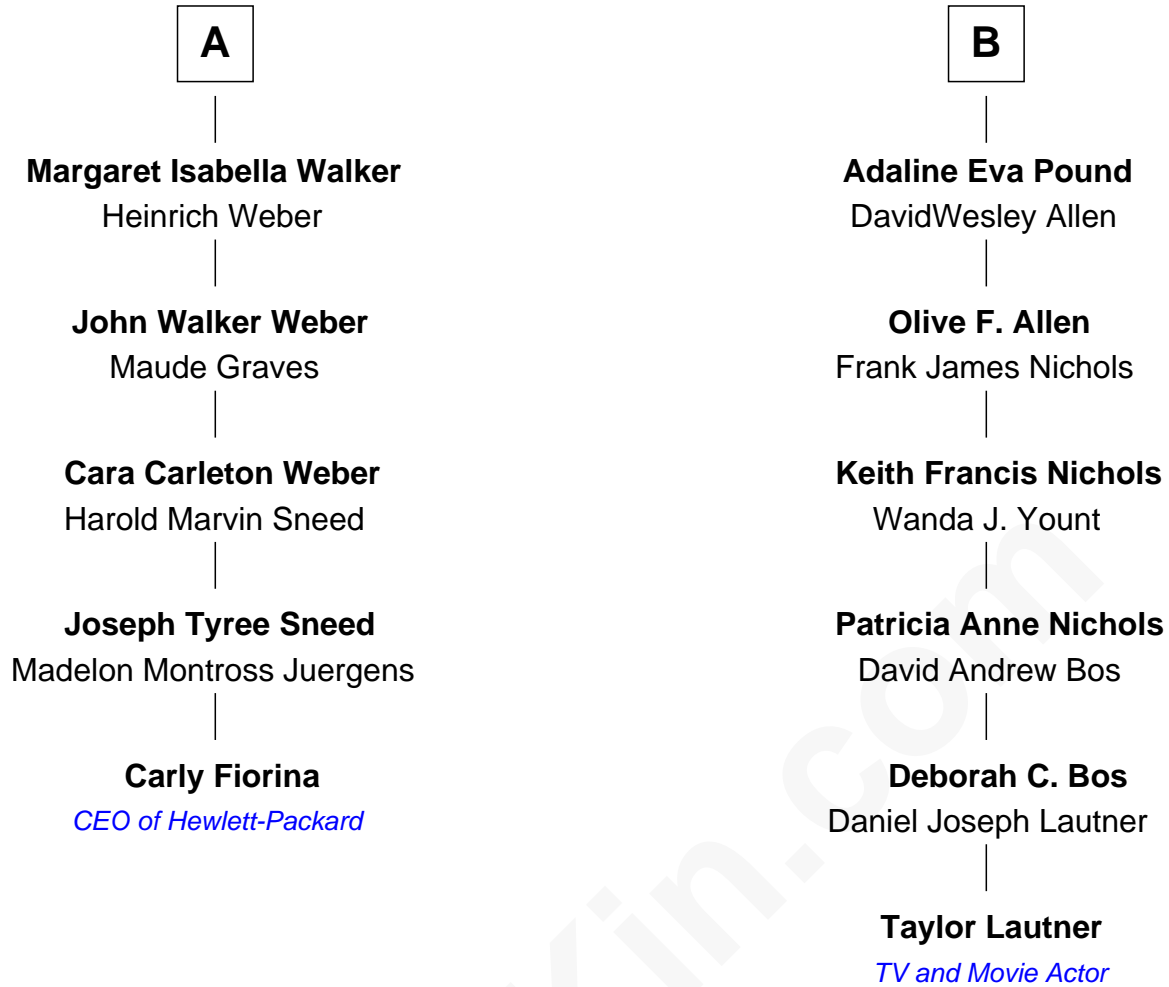 A
Margaret Isabella Walker
Heinrich Weber
John Walker Weber
Maude Graves
Cara Carleton Weber
Harold Marvin Sneed
Joseph Tyree Sneed
Madelon Montross Juergens
Carly Fiorina
CEO of Hewlett-Packard
B
Adaline Eva Pound
DavidWesley Allen
Olive F. Allen
Frank James Nichols
Keith Francis Nichols
Wanda J. Yount
Patricia Anne Nichols
David Andrew Bos
Deborah C. Bos
Daniel Joseph Lautner
Taylor Lautner
TV and Movie Actor
Kin.com